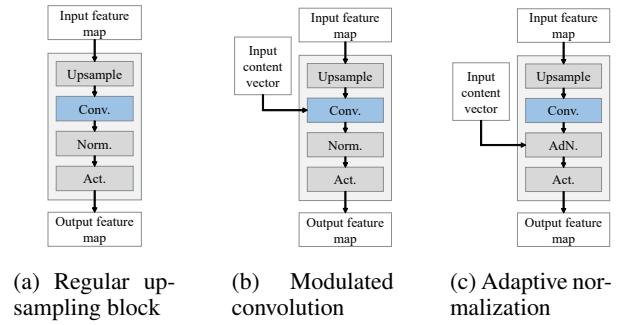 Input feature
map
Upsample
Conv.
Norm.
Act.
Output feature
map
(a) Regular up-
sampling block
Input feature
map
Input
content
vector
Upsample
Conv.
Norm.
Act.
Output feature
map
(b) Modulated
convolution
Input feature
map
Input
content
vector
Upsample
Conv.
AdN.
Act.
Output feature
map
(c) Adaptive nor-
malization